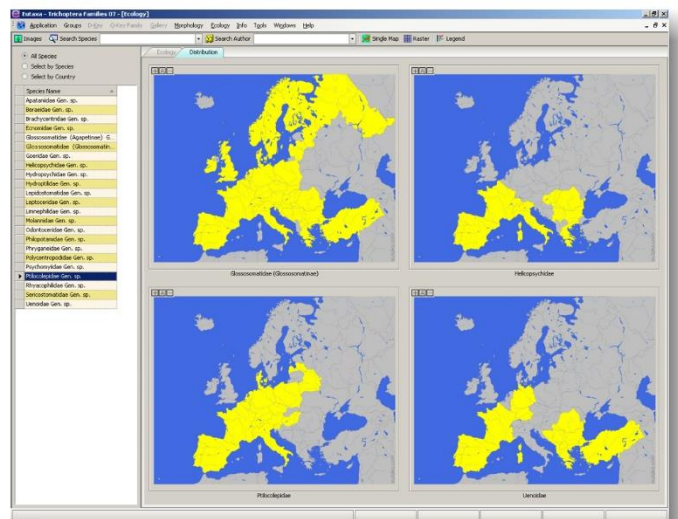 Eutaxa - Trichoptera Families 07 - [Ecology]
Application Groups D-Key Q-Key Family Gallery Morphology Ecology Info Tools Windows Help
Images Search Species Search Author Single Map Raster Legend
All Species
Select by Species
Select by Country
Ecology Distribution
Species Name
Apataniidae Gen. sp.
Beraeidae Gen. sp.
Brachycentridae Gen. sp.
Ecnomidae Gen. sp.
Glossosomatidae (Agapetinae) G...
Glossosomatidae (Glossosomatin...
Goeridae Gen. sp.
Helicopsychidae Gen. sp.
Hydropsychidae Gen. sp.
Hydroptilidae Gen. sp.
Lepidostomatidae Gen. sp.
Leptoceridae Gen. sp.
Limnephilidae Gen. sp.
Molannidae Gen. sp.
Odontoceridae Gen. sp.
Philopotamidae Gen. sp.
Phryganeidae Gen. sp.
Polycentropodidae Gen. sp.
Psychomyiidae Gen. sp.
Ptilocolepidae Gen. sp.
Rhyacophilidae Gen. sp.
Sericostomatidae Gen. sp.
Uenoidae Gen. sp.
Glossosomatidae (Glossosomatinae)
Helicopsychidae
Ptilocolepidae
Uenoidae